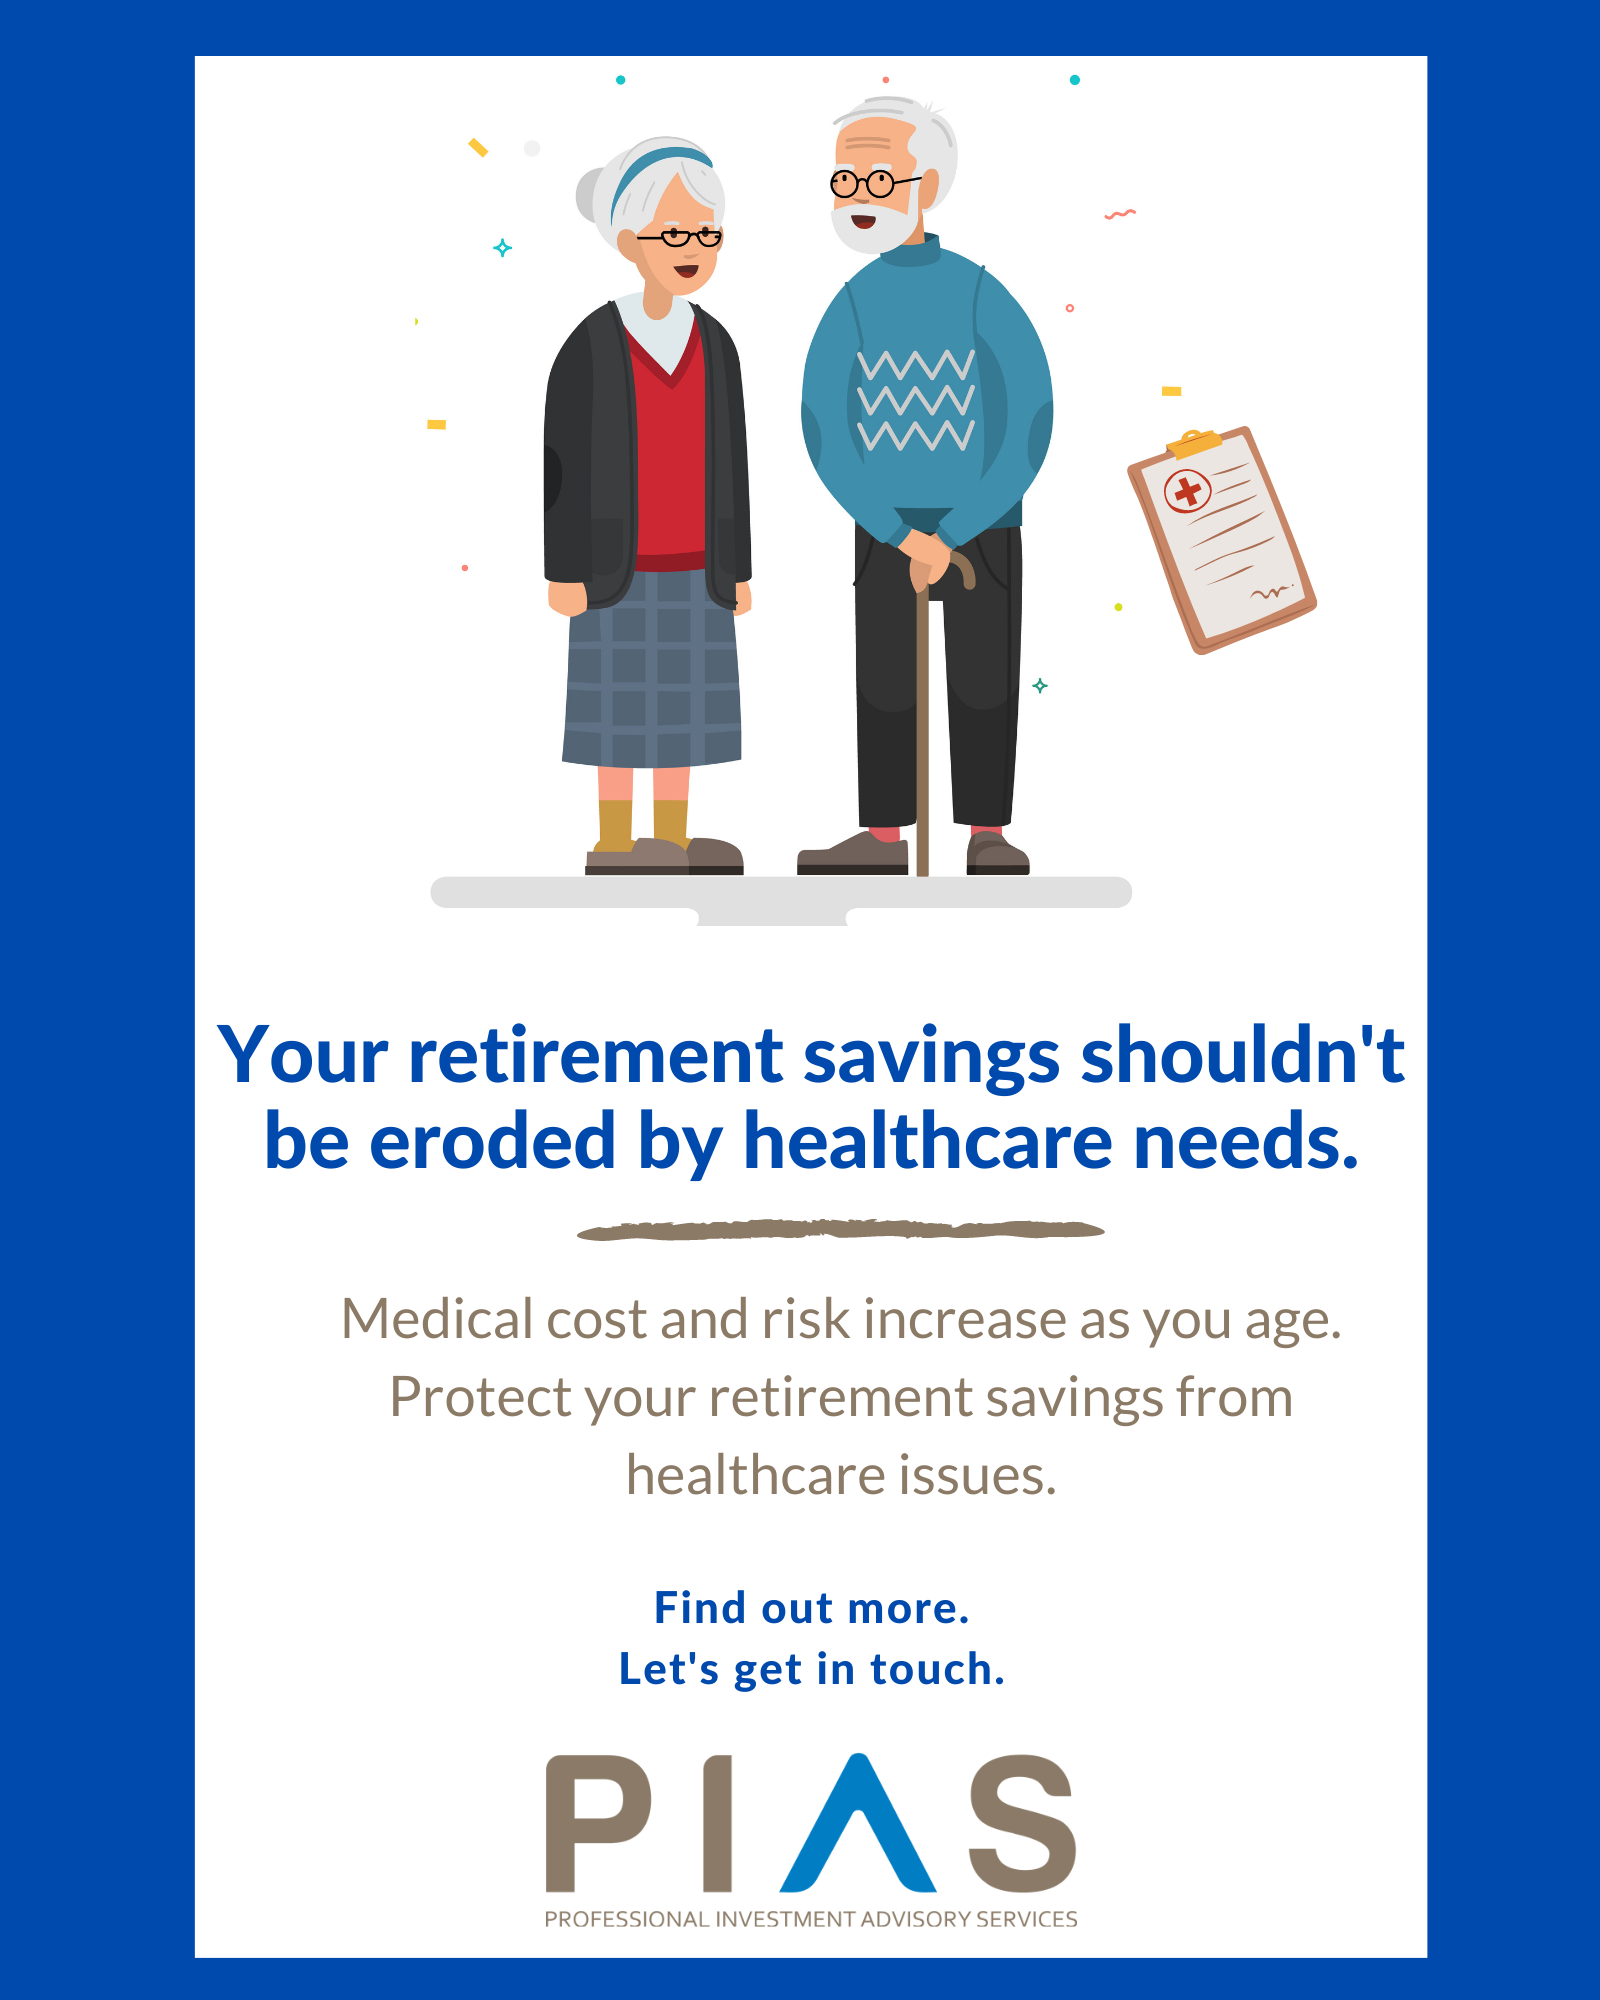 Your retirement savings shouldn't
be eroded by healthcare needs.
Medical cost and risk increase as you age.
Protect your retirement savings from
healthcare issues.
Find out more.
Let's get in touch.
PIAS
PROFESSIONAL INVESTMENT ADVISORY SERVICES